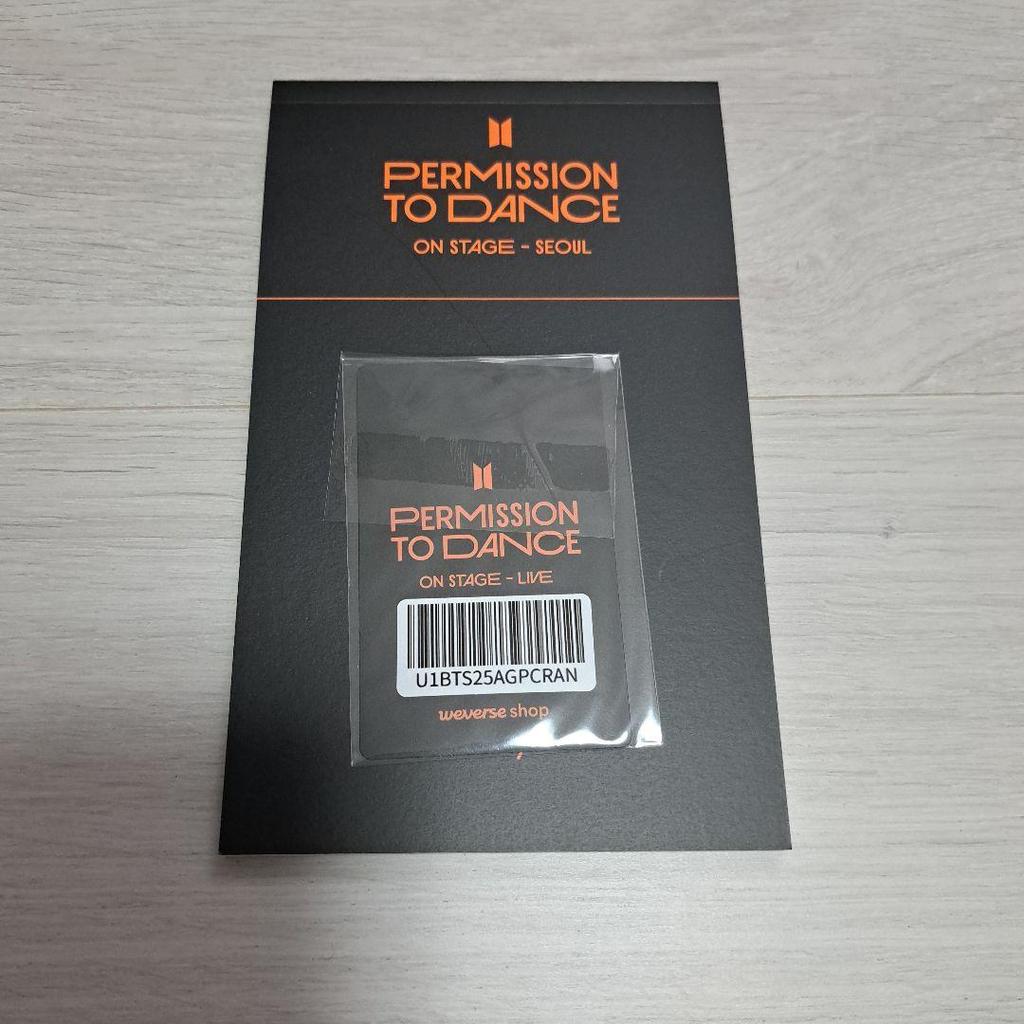 PERMISSION
TO DANCE
ON STAGE - SEOUL
PERMISSION
TO DANCE
ON STAGE - LIVE
U1BTS25AGPCRAN
weverse shop